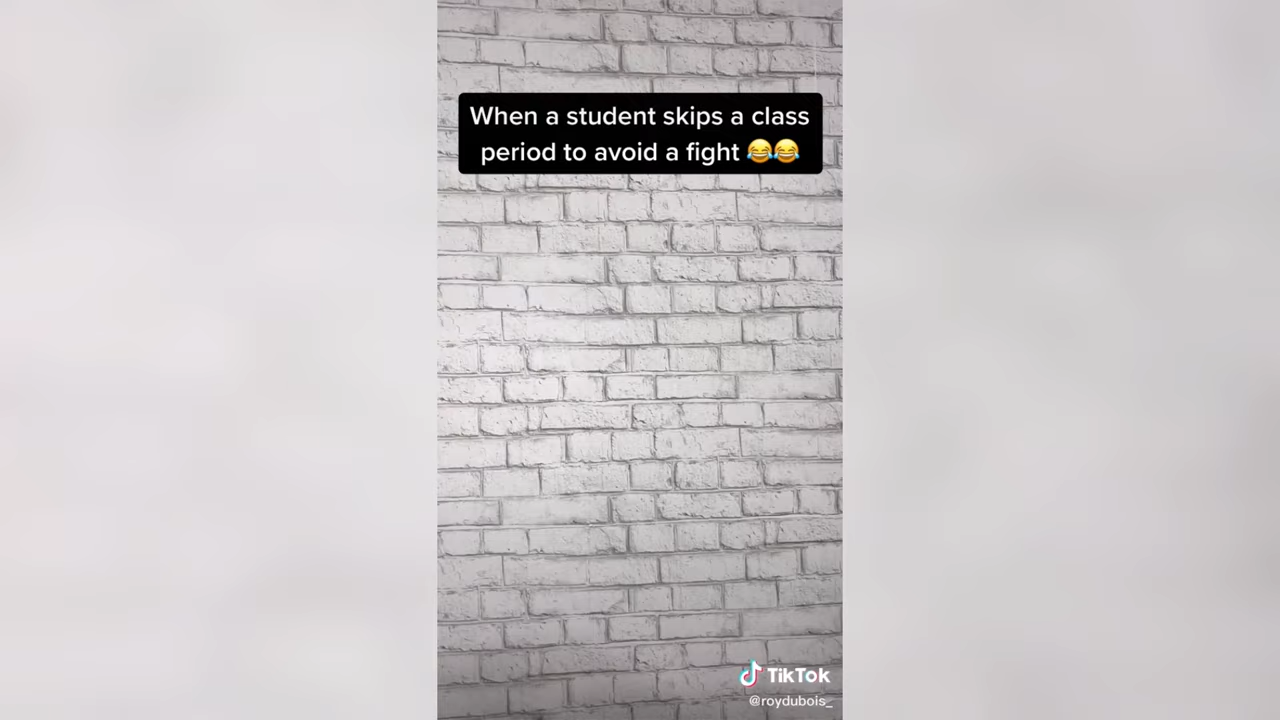 When a student skips a class
period to avoid a fight 😂😂
TikTok
@roydubois_